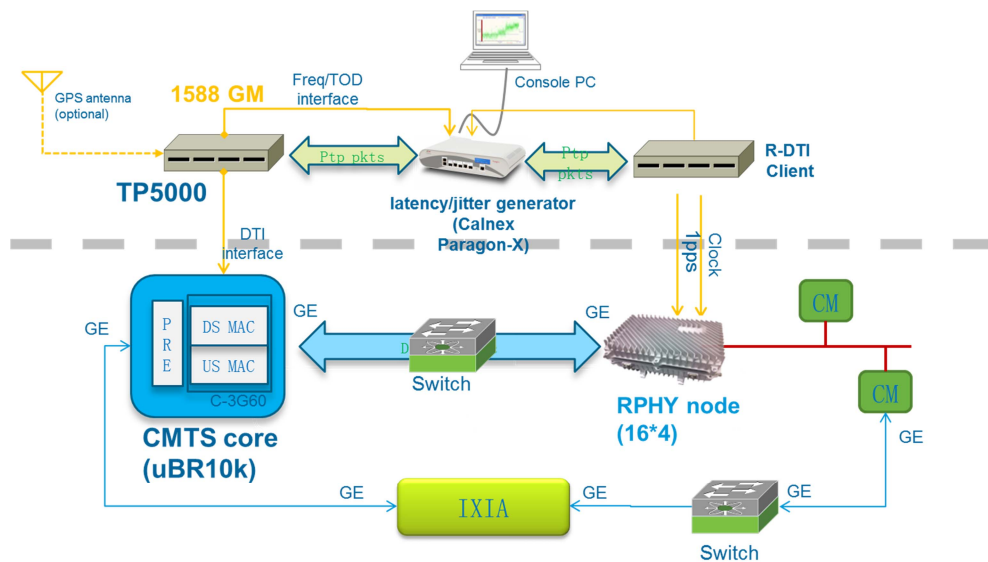 Freq/TOD
interface
Console PC
GPS antenna
(optional)
1588 GM
Ptp pkts
Ptp
pkts
R-DTI
Client
TP5000
latency/jitter generator
(Calnex
Paragon-X)
DTI
interface
1pps
Clock
GE
P
R
E
DS MAC
US MAC
C-3G60
GE
D
Switch
GE
CM
CM
CMTS core
(uBR10k)
RPHY node
(16*4)
GE
GE
IXIA
GE
GE
Switch